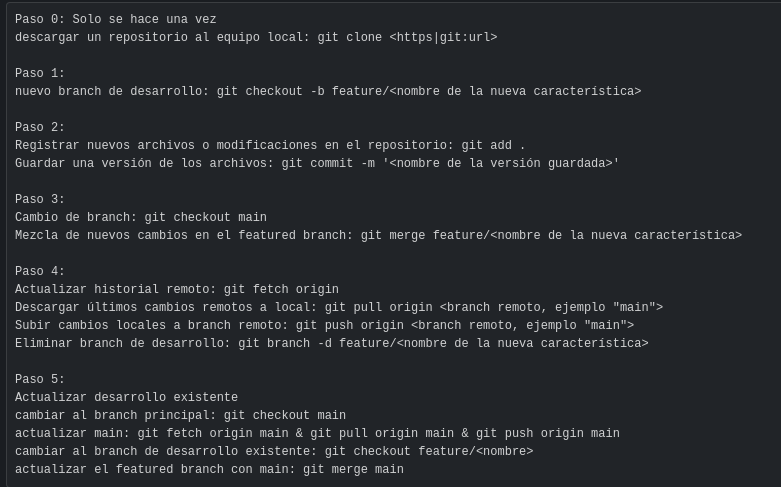 Paso 0: Solo se hace una vez
descargar un repositorio al equipo local: git clone <https|git:url>
Paso 1:
nuevo branch de desarrollo: git checkout -b feature/<nombre de la nueva característica>
Paso 2:
Registrar nuevos archivos o modificaciones en el repositorio: git add .
Guardar una versión de los archivos: git commit -m '<nombre de la versión guardada>'
Paso 3:
Cambio de branch: git checkout main
Mezcla de nuevos cambios en el featured branch: git merge feature/<nombre de la nueva característica>
Paso 4:
Actualizar historial remoto: git fetch origin
Descargar últimos cambios remotos a local: git pull origin <branch remoto, ejemplo "main">
Subir cambios locales a branch remoto: git push origin <branch remoto, ejemplo "main">
Eliminar branch de desarrollo: git branch -d feature/<nombre de la nueva característica>
Paso 5:
Actualizar desarrollo existente
cambiar al branch principal: git checkout main
actualizar main: git fetch origin main & git pull origin main & git push origin main
cambiar al branch de desarrollo existente: git checkout feature/<nombre>
actualizar el featured branch con main: git merge main